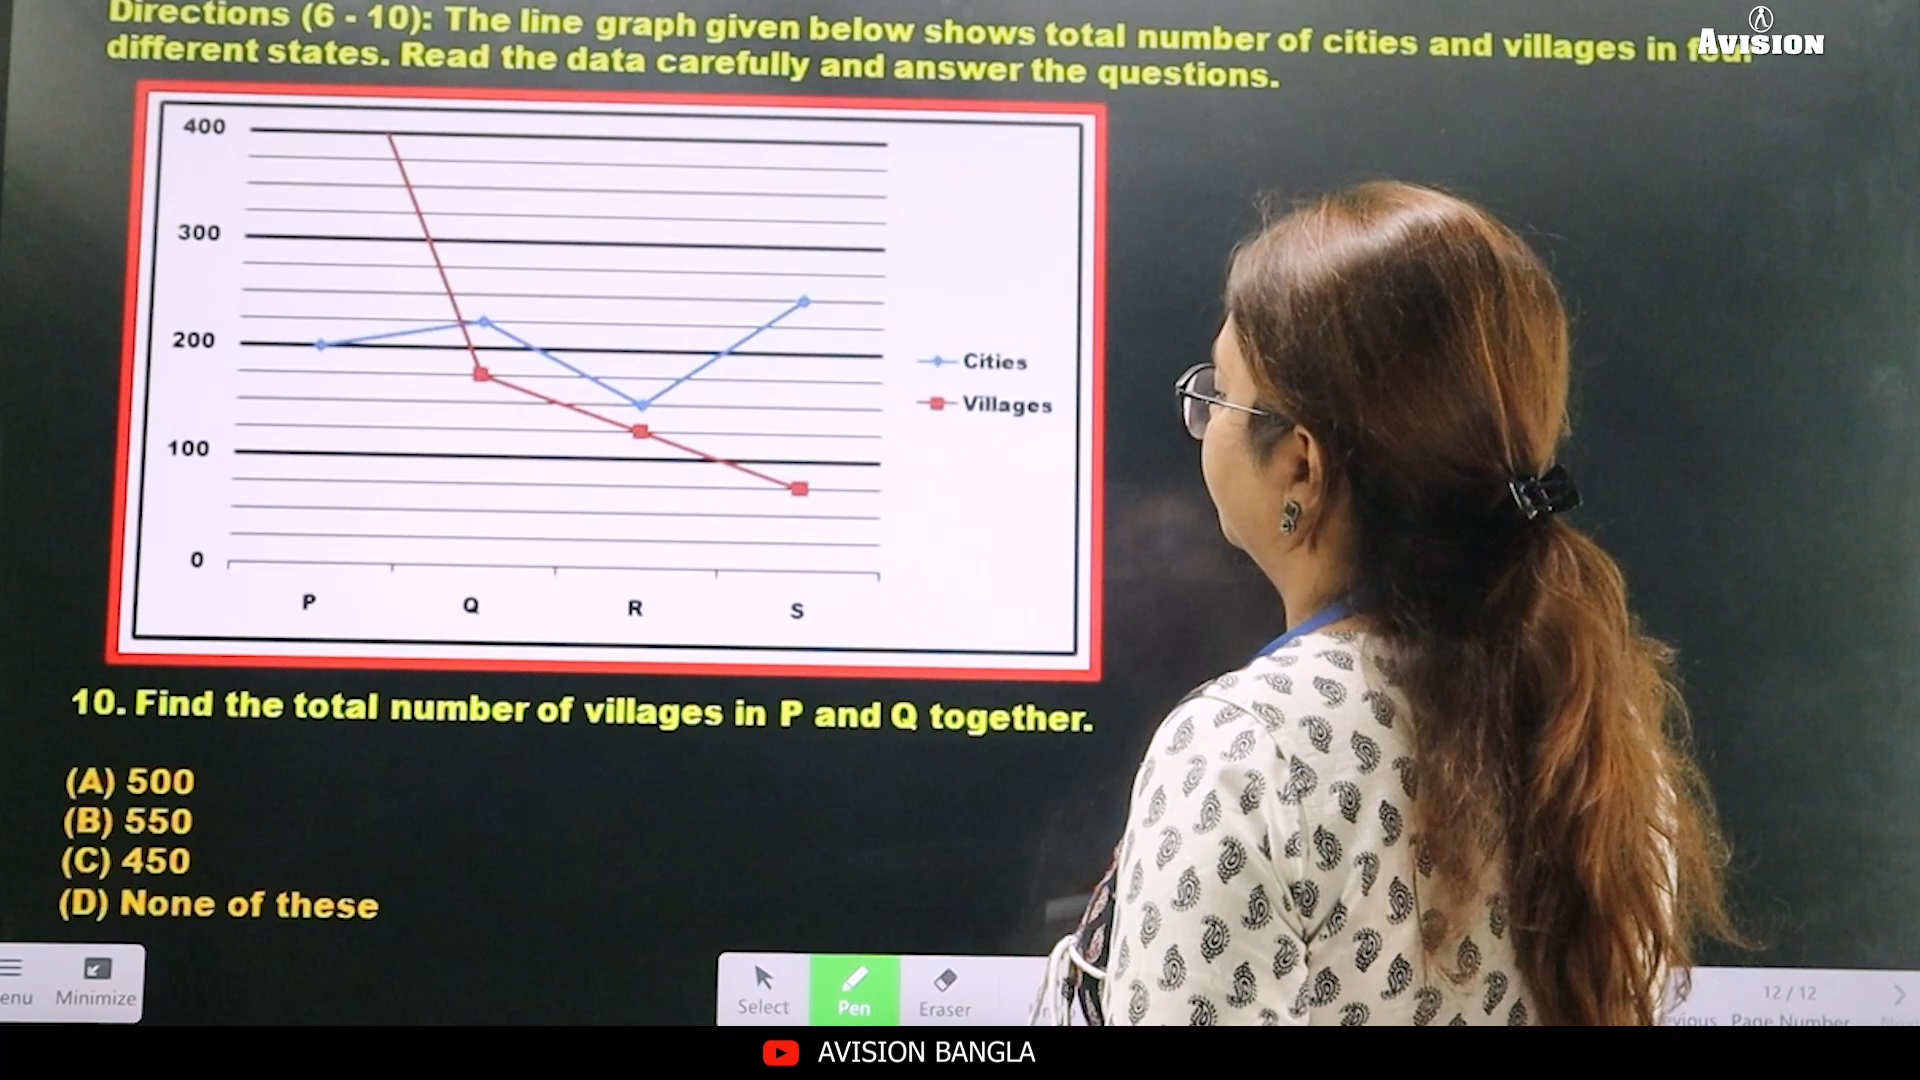 Directions (6 - 10): The line graph given below shows total number of cities and villages in four
AVISION
different states. Read the data carefully and answer the questions.
400
300
200
100
0
P Q R S
Cities
Villages
10. Find the total number of villages in P and Q together.
(A) 500
(B) 550
(C) 450
(D) None of these
Minimize
Select
Pen
Eraser
12 / 12
Page Number
AVISION BANGLA